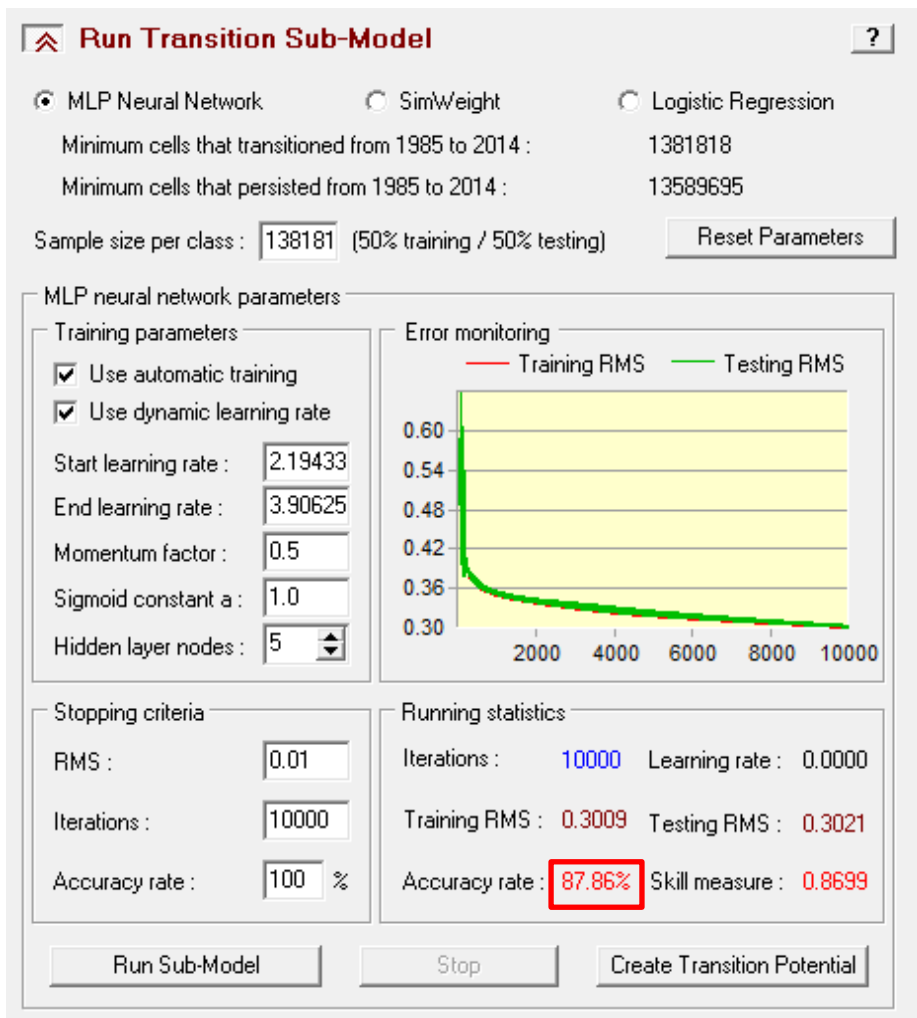 Run Transition Sub-Model ?
MLP Neural Network SimWeight Logistic Regression
Minimum cells that transitioned from 1985 to 2014 : 1381818
Minimum cells that persisted from 1985 to 2014 : 13589695
Sample size per class : 138181 (50% training / 50% testing) Reset Parameters
MLP neural network parameters
Training parameters
Use automatic training
Use dynamic learning rate
Start learning rate : 2.19433
End learning rate : 3.90625
Momentum factor : 0.5
Sigmoid constant a : 1.0
Hidden layer nodes : 5
Error monitoring
Training RMS Testing RMS
0.60
0.54
0.48
0.42
0.36
0.30
2000 4000 6000 8000 10000
Stopping criteria
RMS : 0.01
Iterations : 10000
Accuracy rate : 100 %
Running statistics
Iterations : 10000 Learning rate : 0.0000
Training RMS : 0.3009 Testing RMS : 0.3021
Accuracy rate : 87.86% Skill measure : 0.8699
Run Sub-Model Stop Create Transition Potential